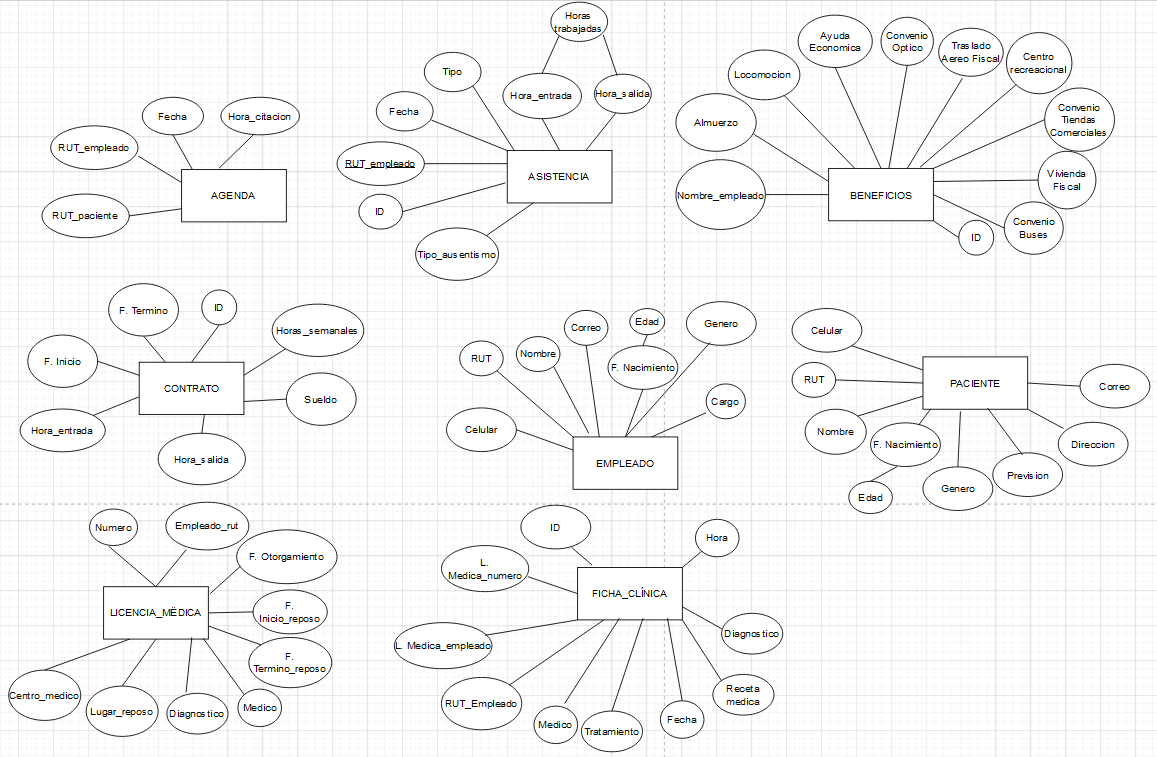 Horas
trabajadas
Tipo
Hora_entrada
Hora_salida
Fecha
RUT_empleado
ASISTENCIA
ID
Tipo_ausentismo
Fecha
Hora_citacion
RUT_empleado
AGENDA
RUT_paciente
Ayuda
Economica
Convenio
Optico
Traslado
Aereo Fiscal
Centro
recreacional
Locomocion
Almuerzo
Convenio
Tiendas
Comerciales
Nombre_empleado
BENEFICIOS
Vivienda
Fiscal
Convenio
Buses
ID
F. Termino
ID
Horas_semanales
F. Inicio
CONTRATO
Sueldo
Hora_entrada
Hora_salida
Correo
Edad
Genero
RUT
Nombre
F. Nacimiento
Cargo
Celular
EMPLEADO
Celular
RUT
PACIENTE
Correo
Nombre
F. Nacimiento
Direccion
Edad
Genero
Prevision
Numero
Empleado_rut
F. Otorgamiento
LICENCIA_MËDICA
F.
Inicio_reposo
F.
Termino_reposo
Centro_medico
Lugar_reposo
Diagnostico
Medico
ID
Hora
L.
Medica_numero
FICHA_CLÍNICA
L. Medica_empleado
Diagnostico
RUT_Empleado
Medico
Tratamiento
Fecha
Receta
medica